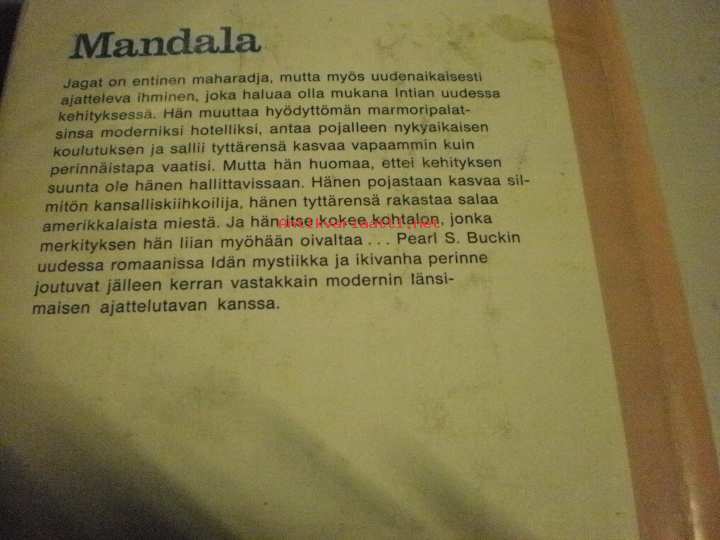 Mandala
Jagat on entinen maharadja, mutta myös uudenaikaisesti
ajatteleva ihminen, joka haluaa olla mukana Intian uudessa
kehityksessä. Hän muuttaa hyödyttömän marmoripalat-
sinsa moderniksi hotelliksi, antaa pojalleen nykyaikaisen
koulutuksen ja sallii tyttärensä kasvaa vapaammin kuin
perinnäistapa vaatisi. Mutta hän huomaa, ettei kehityksen
suunta ole hänen hallittavissaan. Hänen pojastaan kasvaa sil-
mitön kansalliskiihkoilija, hänen tyttärensä rakastaa salaa
amerikkalaista miestä. Ja hän itse kokee kohtalon, jonka
Antikvariaatti.net
merkityksen hän liian myöhään oivaltaa ... Pearl S. Buckin
uudessa romaanissa Idän mystiikka ja ikivanha perinne
joutuvat jälleen kerran vastakkain modernin länsi-
maisen ajattelutavan kanssa.